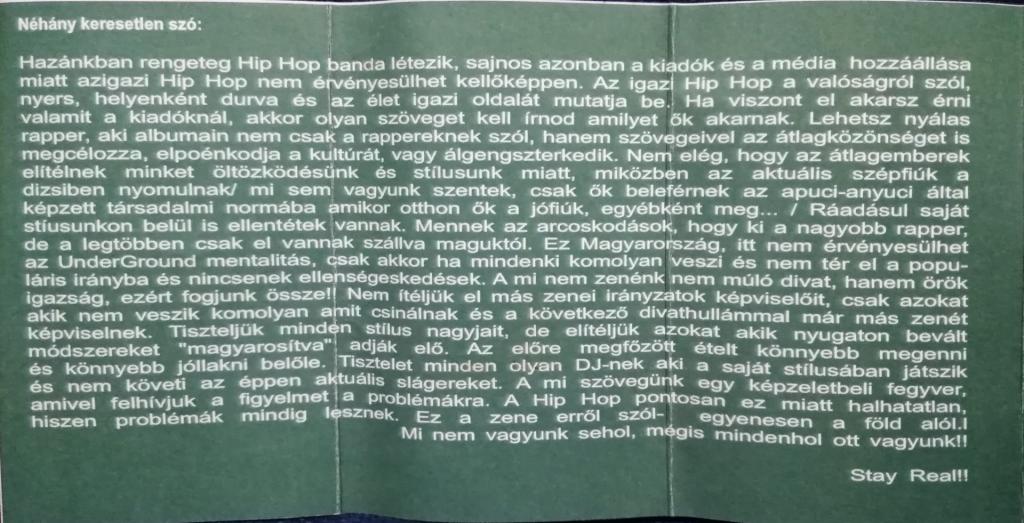 Néhány keresetlen szó:
Hazánkban rengeteg Hip Hop banda létezik, sajnos azonban a kiadók és a média hozzáállása
miatt azigazi Hip Hop nem érvényesülhet kellőképpen. Az igazi Hip Hop a valóságról szól,
nyers, helyenként durva és az élet igazi oldalát mutatja be. Ha viszont el akarsz érni
valamit a kiadóknál, akkor olyan szöveget kell írnod amilyet ők akarnak. Lehetsz nyálas
rapper, aki albumain nem csak a rappereknek szól, hanem szövegeivel az átlagközönséget is
megcélozza, elpoénkodja a kultúrát, vagy álgengszterkedik. Nem elég, hogy az átlagemberek
elítélnek minket öltözködésünk és stílusunk miatt, miközben az aktuális szépfiúk a
dizsiben nyomulnak/ mi sem vagyunk szentek, csak ők beleférnek az apuci-anyuci által
képzett társadalmi normába amikor otthon ők a jófiúk, egyébként meg... / Ráadásul saját
stíusunkon belül is ellentétek vannak. Mennek az arcoskodások, hogy ki a nagyobb rapper,
de a legtöbben csak el vannak szállva maguktól. Ez Magyarország, itt nem érvényesülhet
az UnderGround mentalitás, csak akkor ha mindenki komolyan veszi és nem tér el a popu-
láris irányba és nincsenek ellenségeskedések. A mi nem zenénk nem múló divat, hanem örök
igazság, ezért fogjunk össze!! Nem ítéljük el más zenei irányzatok képviselőit, csak azokat
akik nem veszik komolyan amit csinálnak és a következő divathullámmal már más zenét
képviselnek. Tiszteljük minden stílus nagyjait, de elítéljük azokat akik nyugaton bevált
módszereket "magyarosítva" adják elő. Az előre megfőzött ételt könnyebb megenni
és könnyebb jóllakni belőle. Tisztelet minden olyan DJ-nek aki a saját stílusában játszik
és nem követi az éppen aktuális slágereket. A mi szövegünk egy képzeletbeli fegyver,
amivel felhívjuk a figyelmet a problémákra. A Hip Hop pontosan ez miatt halhatatlan,
hiszen problémák mindig lesznek. Ez a zene erről szól- egyenesen a föld alól.I
Mi nem vagyunk sehol, mégis mindenhol ott vagyunk!!
Stay Real!!